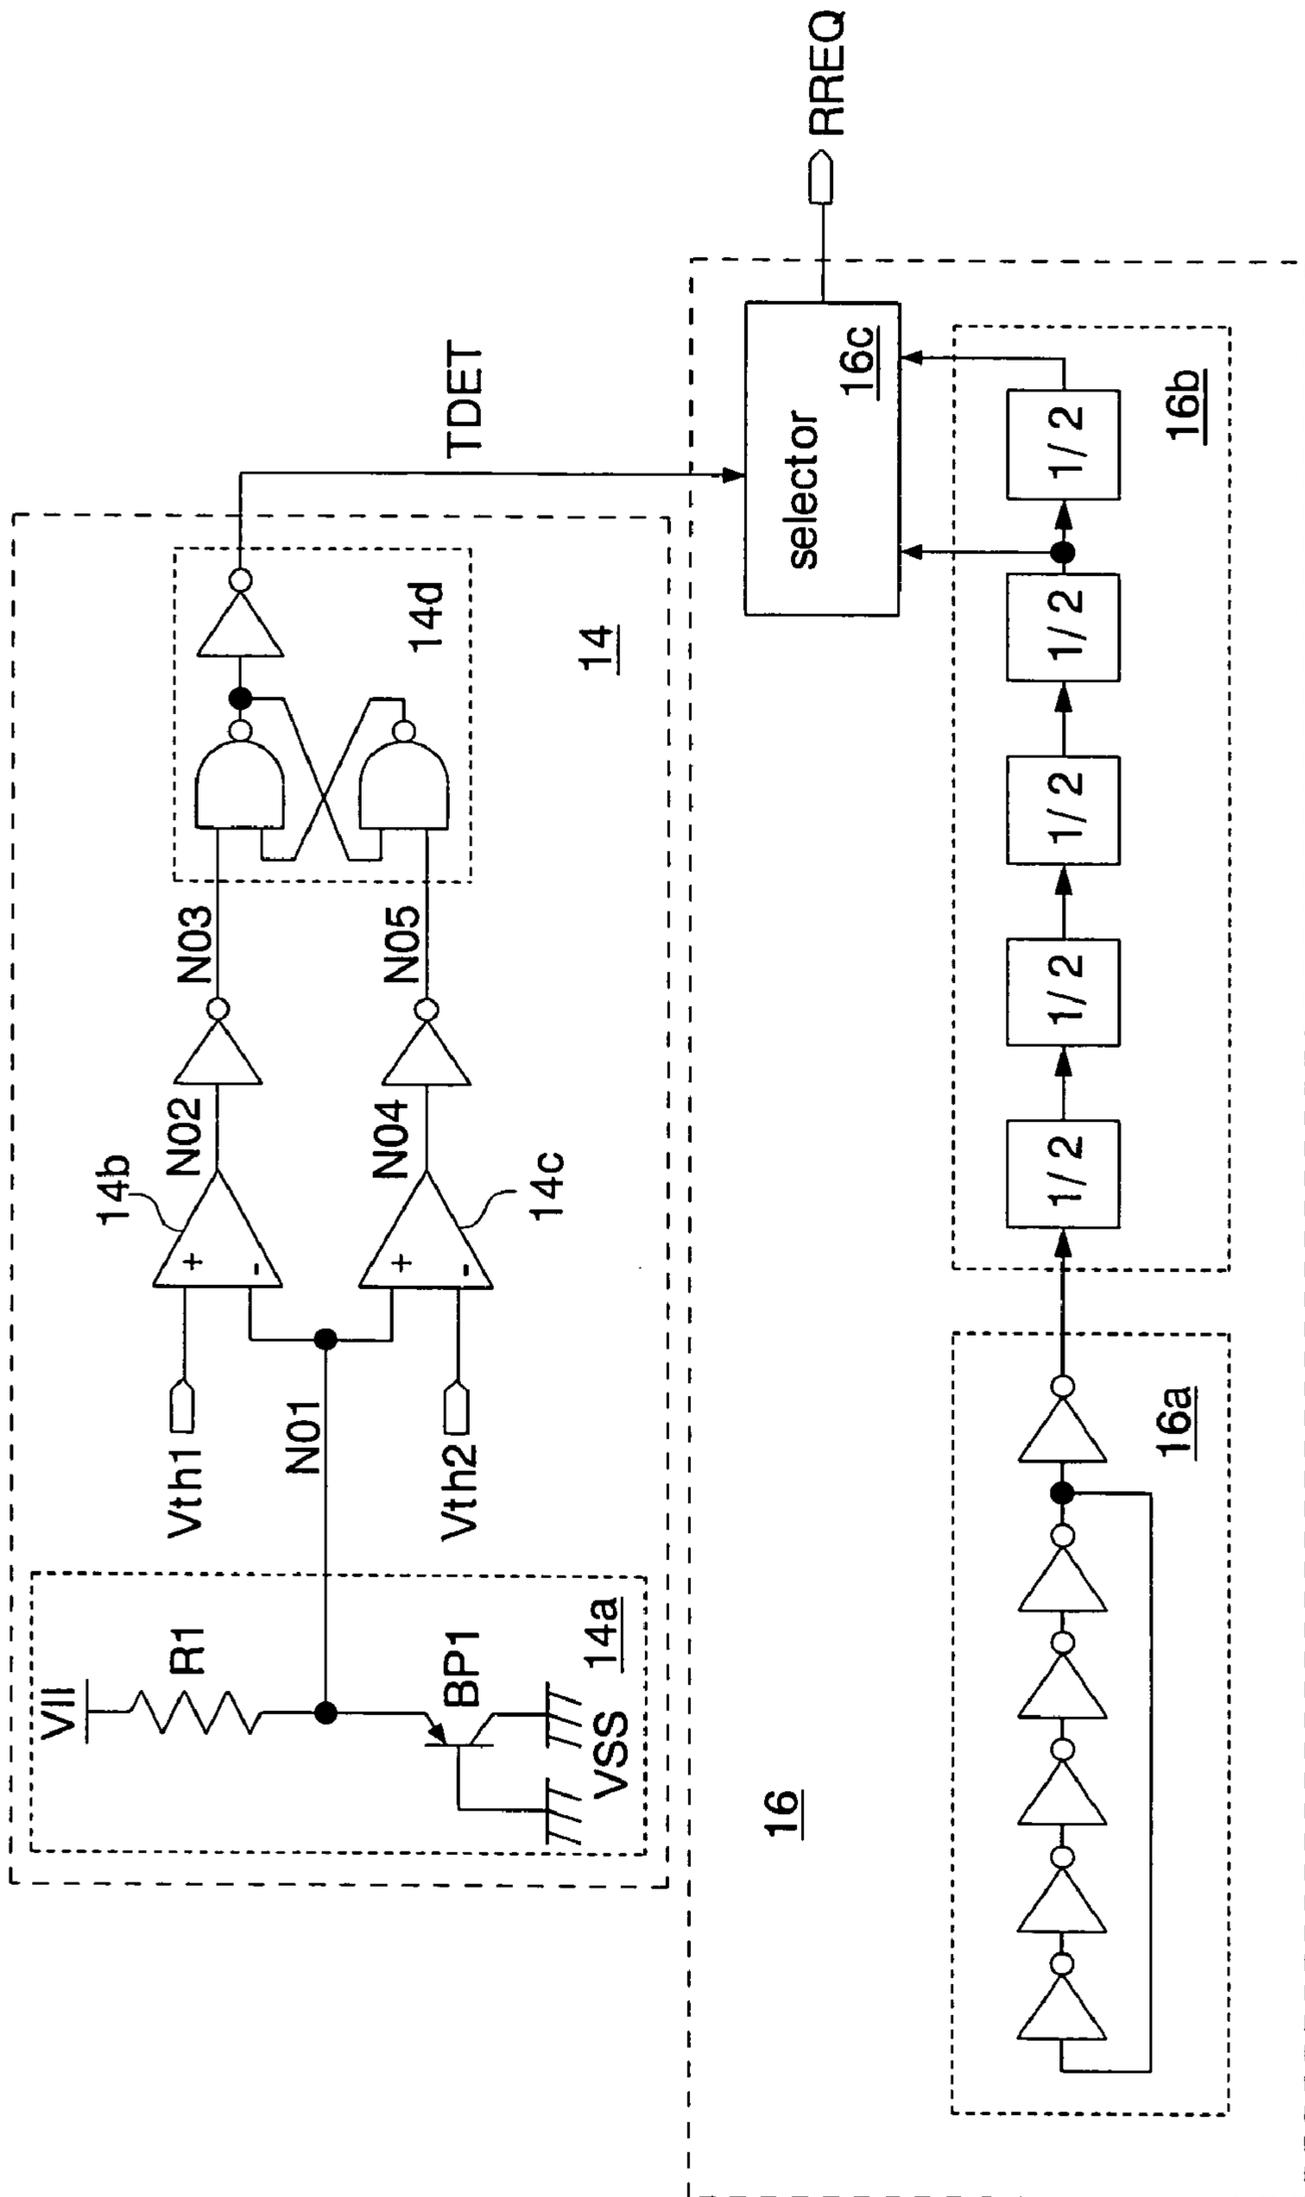 VII
R1
BP1
VSS
14a
N01
Vth1
Vth2
14b
+
-
14c
+
-
N02
N03
N04
N05
14d
14
TDET
16
16a
1/2
1/2
1/2
1/2
1/2
16b
selector
16c
RREQ